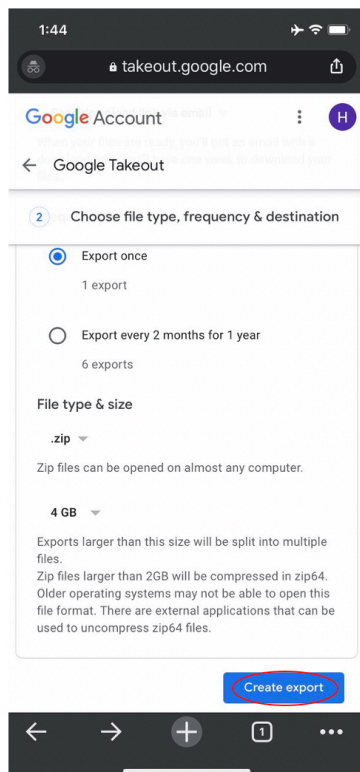 1:44
takeout.google.com
Google Account
H
Google Takeout
2 Choose file type, frequency & destination
Export once
1 export
Export every 2 months for 1 year
6 exports
File type & size
.zip
Zip files can be opened on almost any computer.
4 GB
Exports larger than this size will be split into multiple
files.
Zip files larger than 2GB will be compressed in zip64.
Older operating systems may not be able to open this
file format. There are external applications that can be
used to uncompress zip64 files.
Create export
1